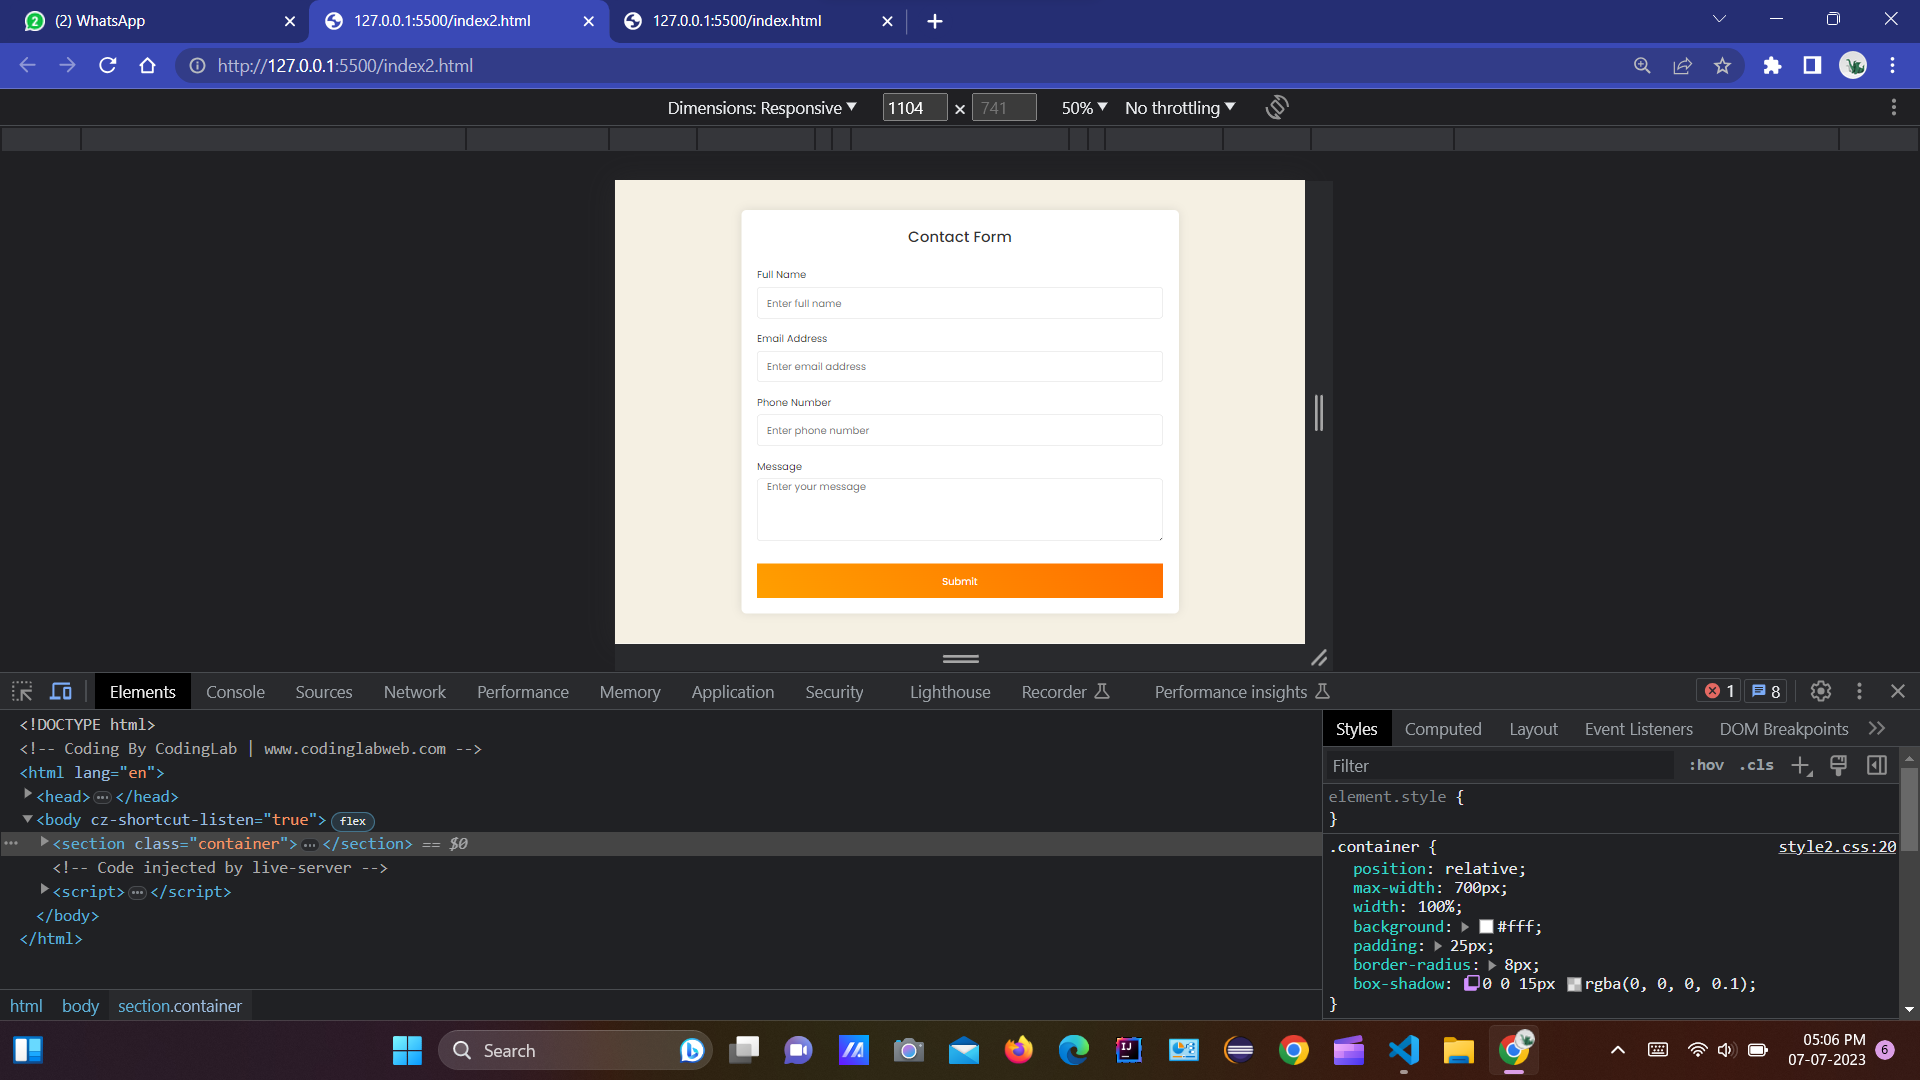 (2) WhatsApp
127.0.0.1:5500/index2.html
127.0.0.1:5500/index.html
http://127.0.0.1:5500/index2.html
Dimensions: Responsive 1104 × 741 50% No throttling
Contact Form
Full Name
Enter full name
Email Address
Enter email address
Phone Number
Enter phone number
Message
Enter your message
Submit
Elements Console Sources Network Performance Memory Application Security Lighthouse Recorder Performance insights 1 8
<!DOCTYPE html>
<!-- Coding By CodingLab | www.codinglabweb.com -->
<html lang="en">
<head>…</head>
<body cz-shortcut-listen="true"> flex
<section class="container">…</section> == $0
<!-- Code injected by live-server -->
<script>…</script>
</body>
</html>
html body section.container
Styles Computed Layout Event Listeners DOM Breakpoints
Filter :hov .cls
element.style {
}
.container { style2.css:20
position: relative;
max-width: 700px;
width: 100%;
background: #fff;
padding: 25px;
border-radius: 8px;
box-shadow: 0 0 15px rgba(0, 0, 0, 0.1);
}
Search
IJ
05:06 PM
07-07-2023
6